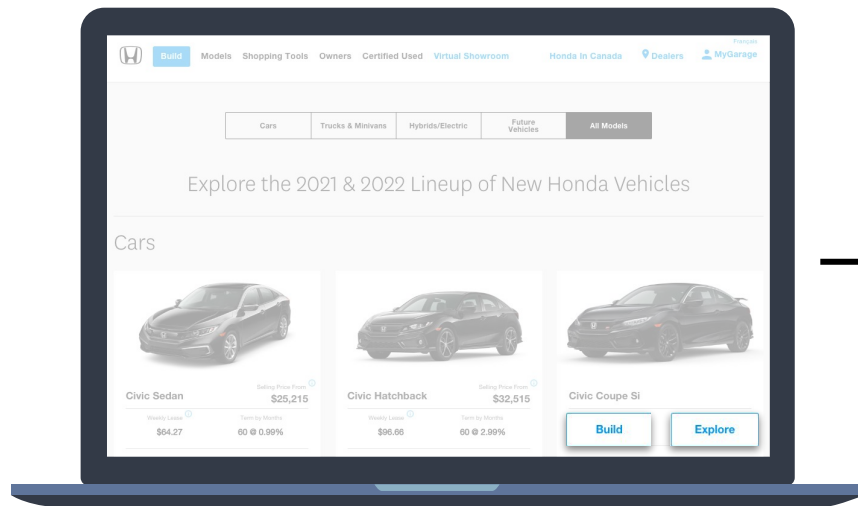 Français
Build Models Shopping Tools Owners Certified Used Virtual Showroom Honda In Canada Dealers MyGarage
Cars Trucks & Minivans Hybrids/Electric Future Vehicles All Models
Explore the 2021 & 2022 Lineup of New Honda Vehicles
Cars
Selling Price From Selling Price From
Civic Sedan $25,215 Civic Hatchback $32,515 Civic Coupe Si
Weekly Lease Term by Months Weekly Lease Term by Months
$64.27 60 @ 0.99% $96.66 60 @ 2.99% Build Explore